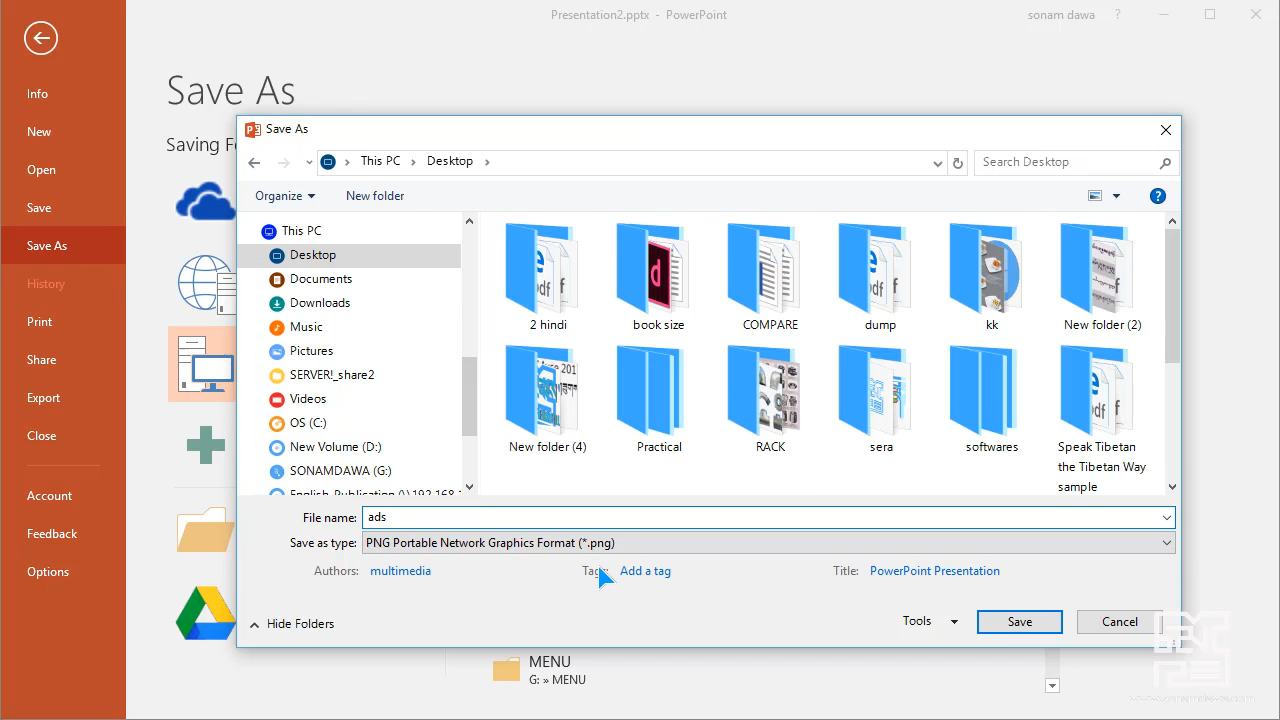 Presentation2.pptx - PowerPoint
sonam dawa
?
Info
New
Open
Save
Save As
History
Print
Share
Export
Close
Account
Feedback
Options
Save As
Save As
This PC > Desktop >
Search Desktop
Organize
New folder
?
This PC
Desktop
Documents
Downloads
Music
Pictures
SERVER!_share2
Videos
OS (C:)
New Volume (D:)
SONAMDAWA (G:)
2 hindi
book size
COMPARE
dump
kk
New folder (2)
New folder (4)
Practical
RACK
sera
softwares
Speak Tibetan
the Tibetan Way
sample
File name: ads
Save as type: PNG Portable Network Graphics Format (*.png)
Authors: multimedia
Add a tag
Title: PowerPoint Presentation
Hide Folders
Tools
Save
Cancel
MENU
G: » MENU